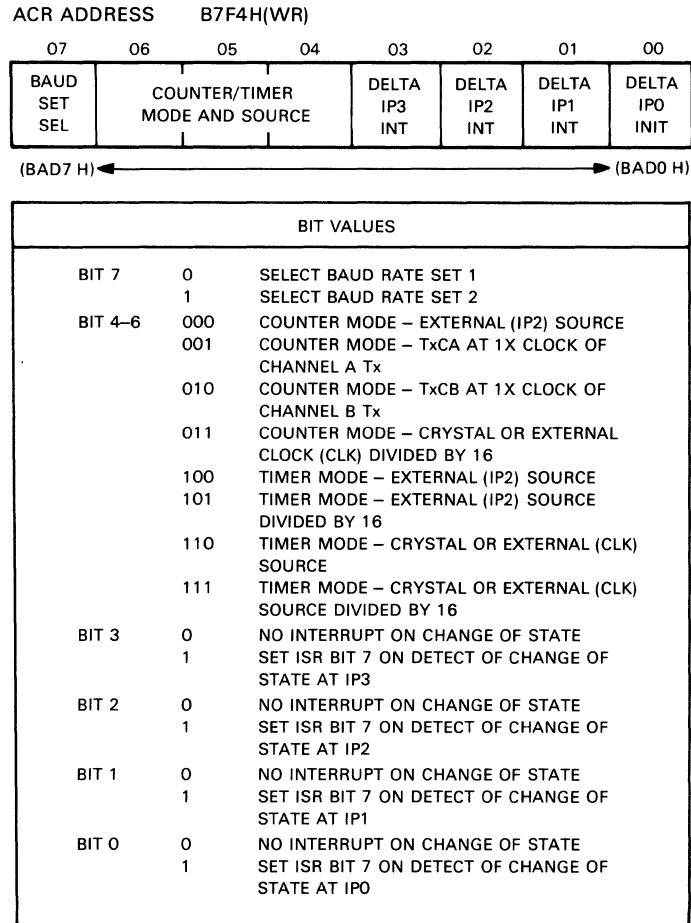 ACR ADDRESS B7F4H(WR)
07 06 05 04 03 02 01 00
BAUD SET SEL
COUNTER/TIMER MODE AND SOURCE
DELTA IP3 INT
DELTA IP2 INT
DELTA IP1 INT
DELTA IPO INIT
(BAD7 H) (BAD0 H)
BIT VALUES
BIT 7 0 SELECT BAUD RATE SET 1
1 SELECT BAUD RATE SET 2
BIT 4–6 000 COUNTER MODE – EXTERNAL (IP2) SOURCE
001 COUNTER MODE – TxCA AT 1X CLOCK OF
CHANNEL A Tx
010 COUNTER MODE – TxCB AT 1X CLOCK OF
CHANNEL B Tx
011 COUNTER MODE – CRYSTAL OR EXTERNAL
CLOCK (CLK) DIVIDED BY 16
100 TIMER MODE – EXTERNAL (IP2) SOURCE
101 TIMER MODE – EXTERNAL (IP2) SOURCE
DIVIDED BY 16
110 TIMER MODE – CRYSTAL OR EXTERNAL (CLK)
SOURCE
111 TIMER MODE – CRYSTAL OR EXTERNAL (CLK)
SOURCE DIVIDED BY 16
BIT 3 0 NO INTERRUPT ON CHANGE OF STATE
1 SET ISR BIT 7 ON DETECT OF CHANGE OF
STATE AT IP3
BIT 2 0 NO INTERRUPT ON CHANGE OF STATE
1 SET ISR BIT 7 ON DETECT OF CHANGE OF
STATE AT IP2
BIT 1 0 NO INTERRUPT ON CHANGE OF STATE
1 SET ISR BIT 7 ON DETECT OF CHANGE OF
STATE AT IP1
BIT O 0 NO INTERRUPT ON CHANGE OF STATE
1 SET ISR BIT 7 ON DETECT OF CHANGE OF
STATE AT IPO